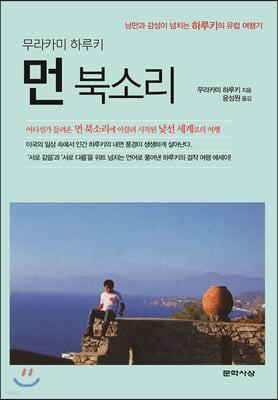 낭만과 감성이 넘치는 하루키의 유럽 여행기
무라카미 하루키
먼 북소리
무라카미 하루키 지음
윤성원 옮김
어디선가 들려온 먼 북소리에 이끌려 시작된 낯선 세계로의 여행
이국의 일상 속에서 인간 하루키의 내면 풍경이 생생하게 살아난다.
‘서로 같음’과 ‘서로 다름’을 위트 넘치는 언어로 풀어낸 하루키의 걸작 여행 에세이!
문학사상
yes24